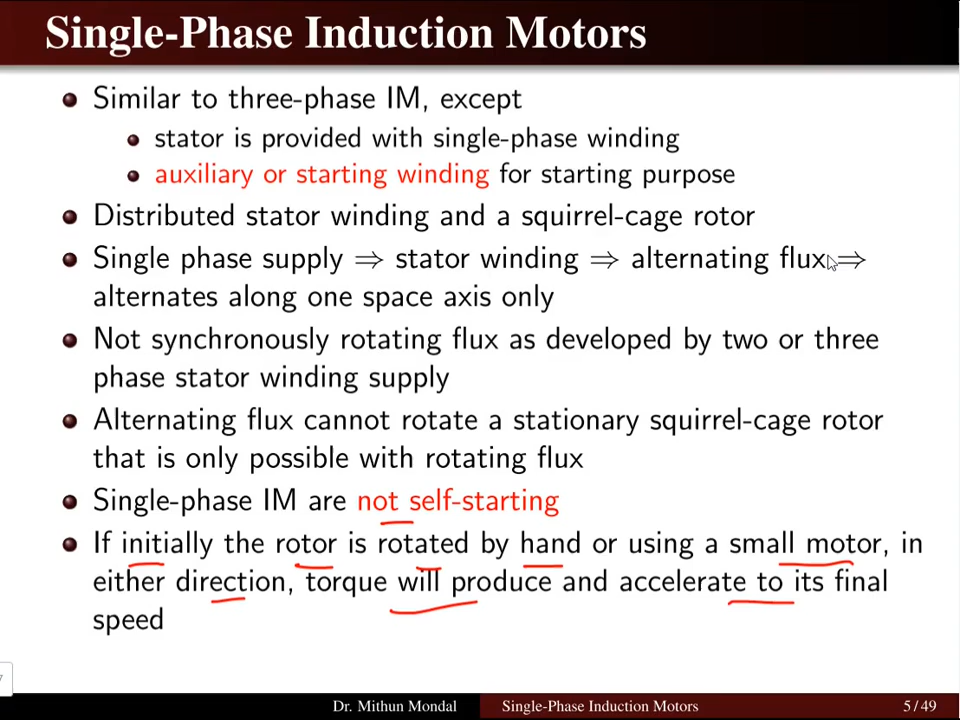 Single-Phase Induction Motors
Similar to three-phase IM, except
stator is provided with single-phase winding
auxiliary or starting winding for starting purpose
Distributed stator winding and a squirrel-cage rotor
Single phase supply ⇒ stator winding ⇒ alternating flux ⇒
alternates along one space axis only
Not synchronously rotating flux as developed by two or three
phase stator winding supply
Alternating flux cannot rotate a stationary squirrel-cage rotor
that is only possible with rotating flux
Single-phase IM are not self-starting
If initially the rotor is rotated by hand or using a small motor, in
either direction, torque will produce and accelerate to its final
speed
Dr. Mithun Mondal Single-Phase Induction Motors 5 / 49